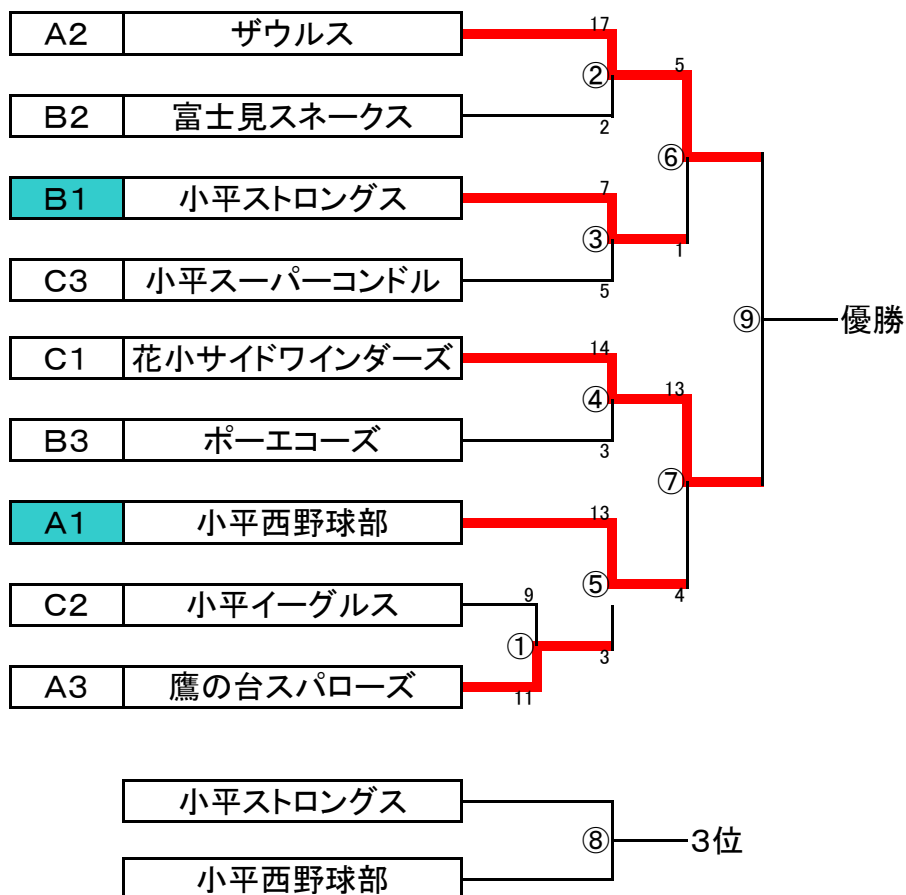 A2 ザウルス 17
② 5
B2 富士見スネークス 2
⑥
B1 小平ストロングス 7
③ 1
C3 小平スーパーコンドル 5
⑨ 優勝
C1 花小サイドワインダーズ 14
④ 13
B3 ポーエコーズ 3
⑦
A1 小平西野球部 13
⑤ 4
C2 小平イーグルス 9
① 3
A3 鷹の台スパローズ 11
小平ストロングス
⑧ 3位
小平西野球部